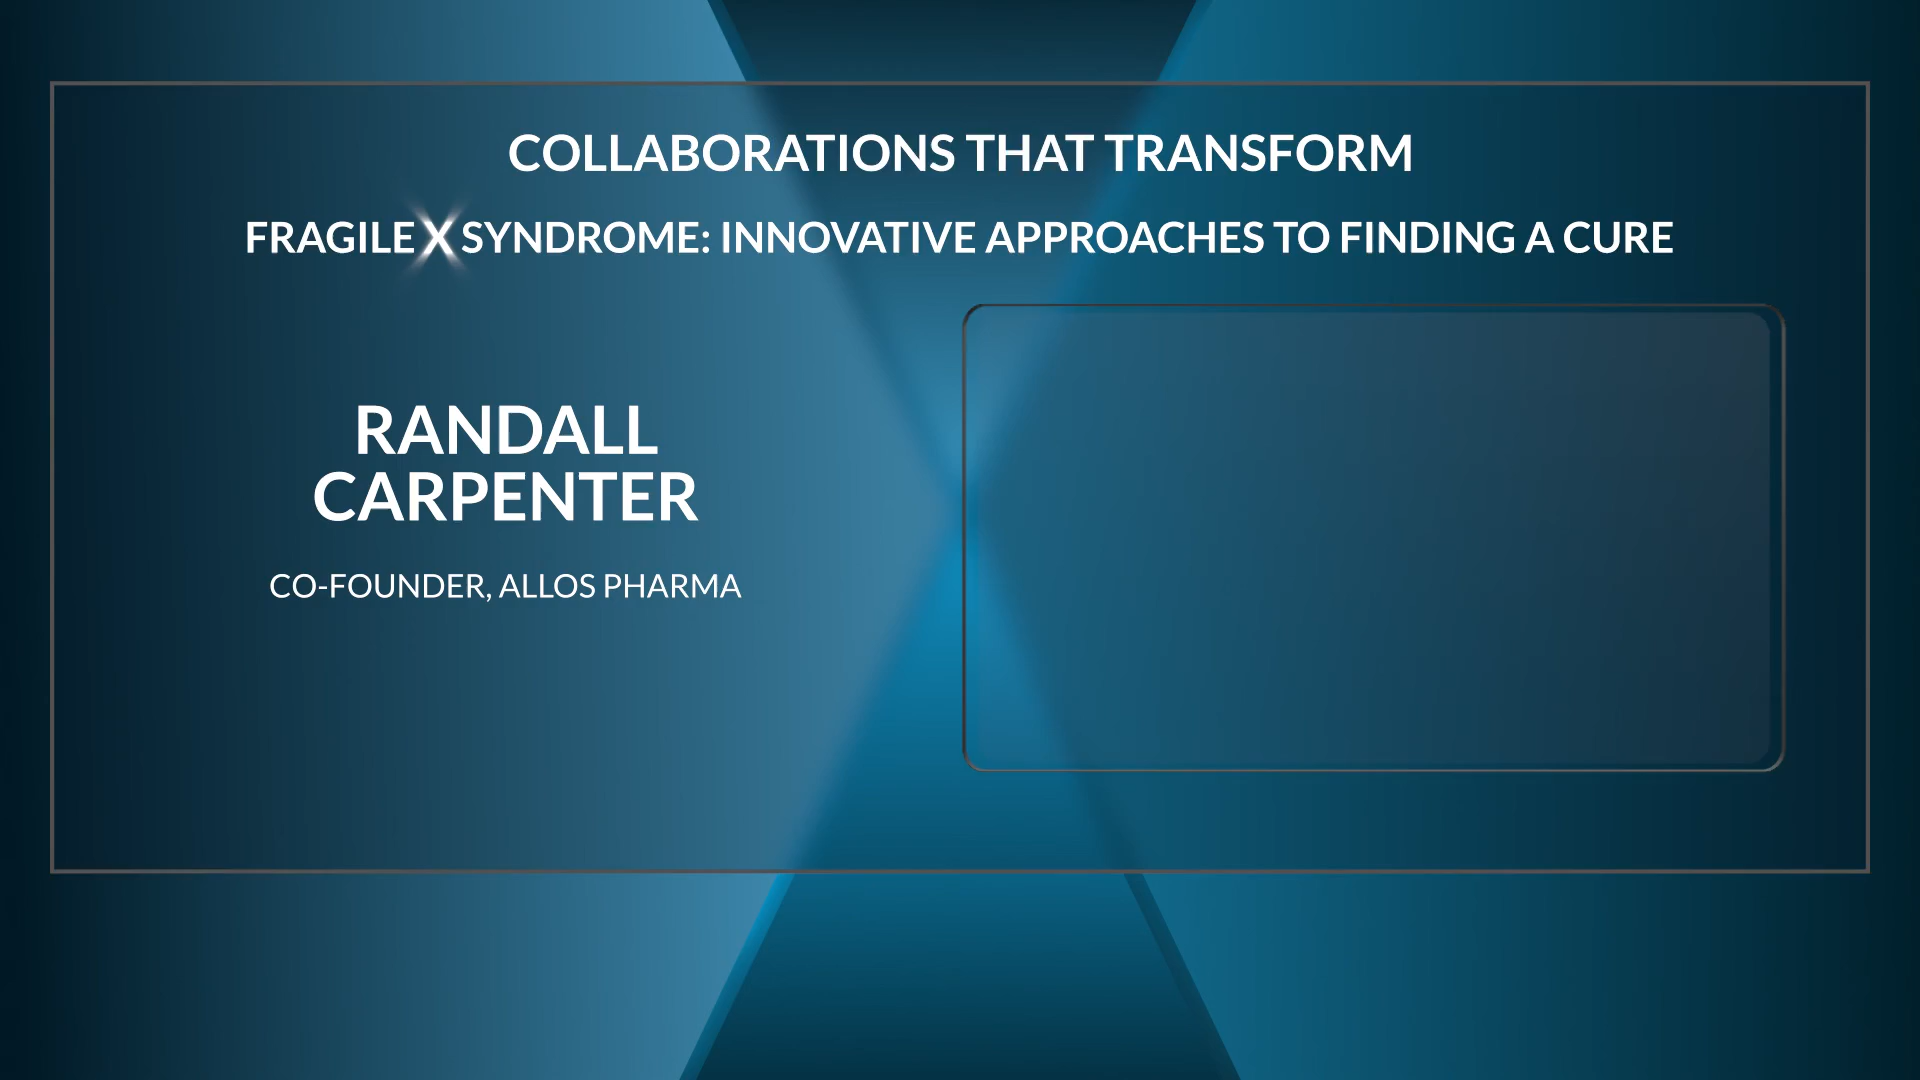 COLLABORATIONS THAT TRANSFORM
FRAGILE X SYNDROME: INNOVATIVE APPROACHES TO FINDING A CURE
RANDALL
CARPENTER
CO-FOUNDER, ALLOS PHARMA